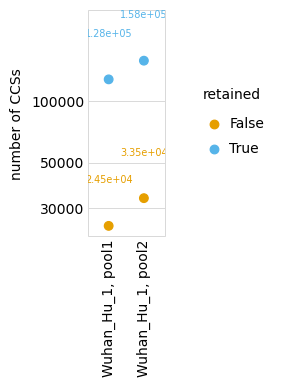 1.58e+05
1.28e+05
number of CCSs
100000
50000
30000
3.35e+04
2.45e+04
retained
False
True
Wuhan_Hu_1, pool1
Wuhan_Hu_1, pool2